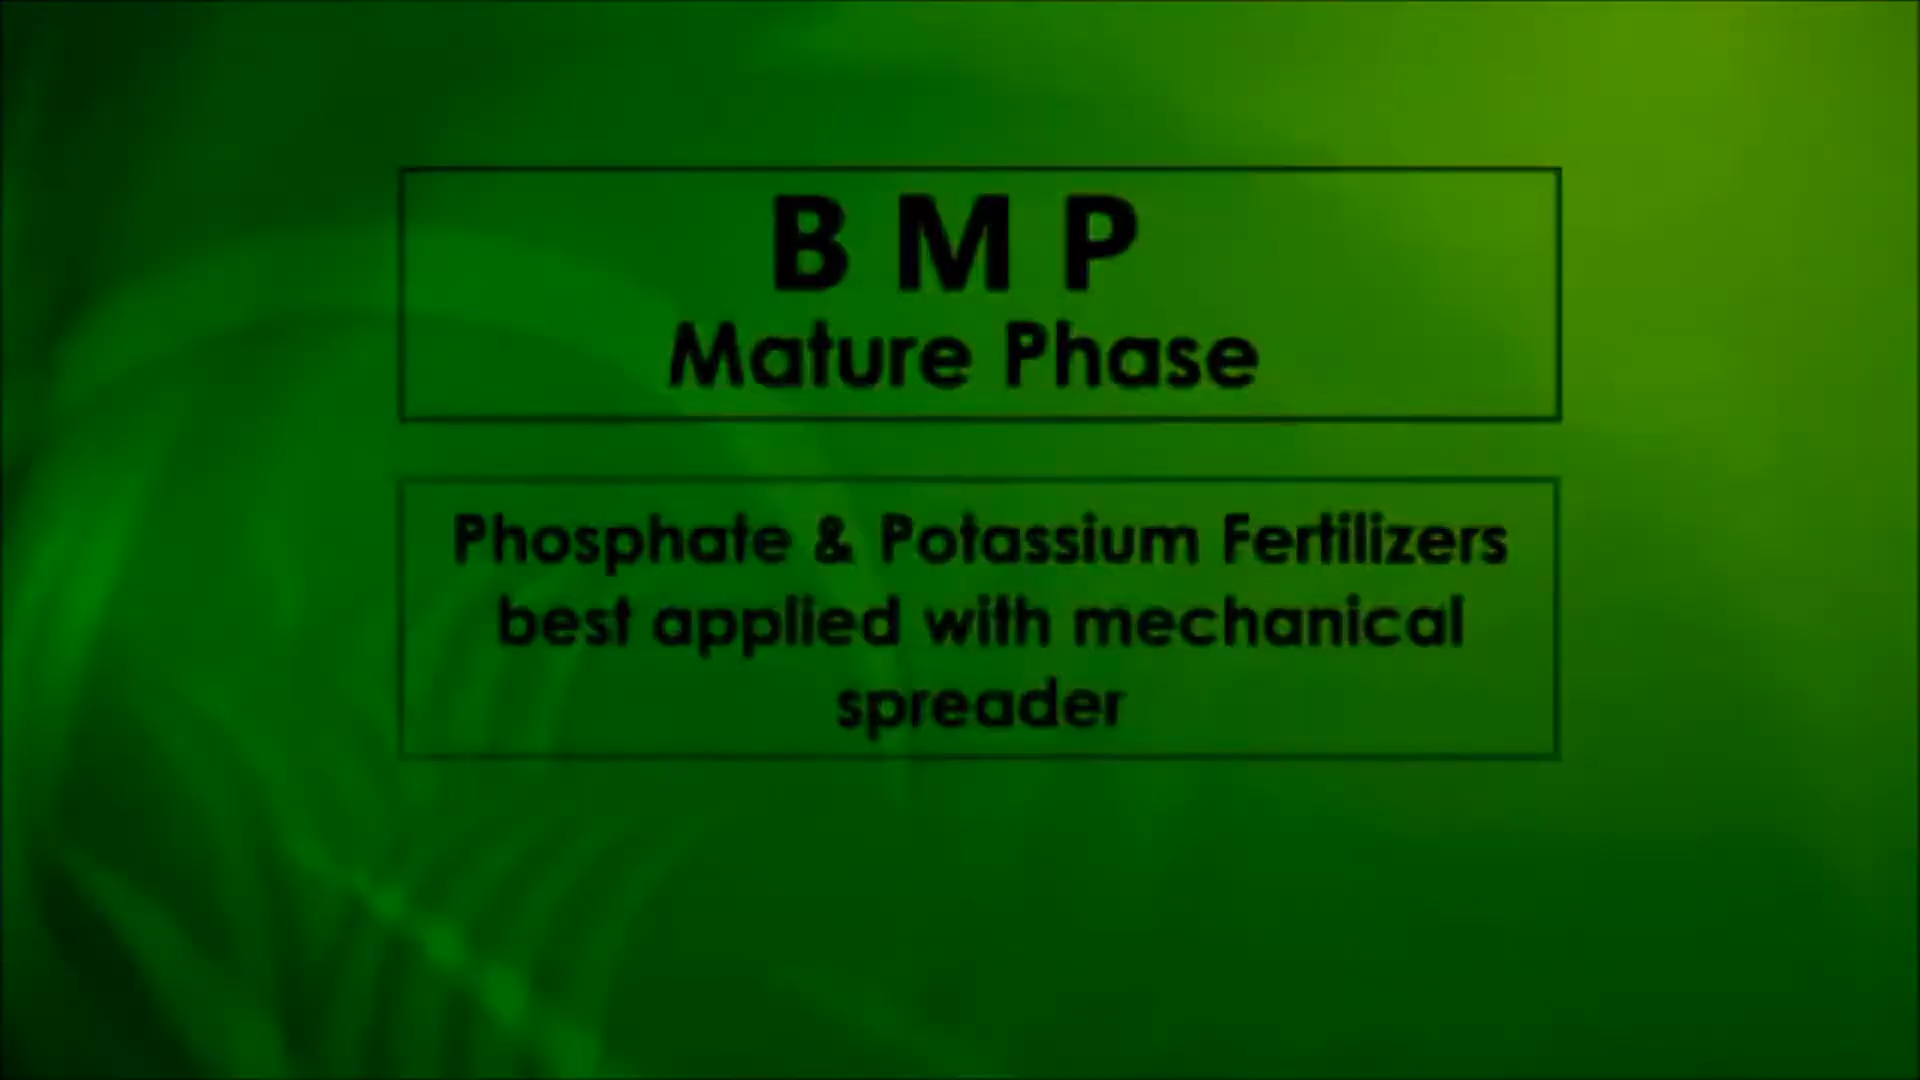 B M P
Mature Phase
Phosphate & Potassium Fertilizers
best applied with mechanical
spreader